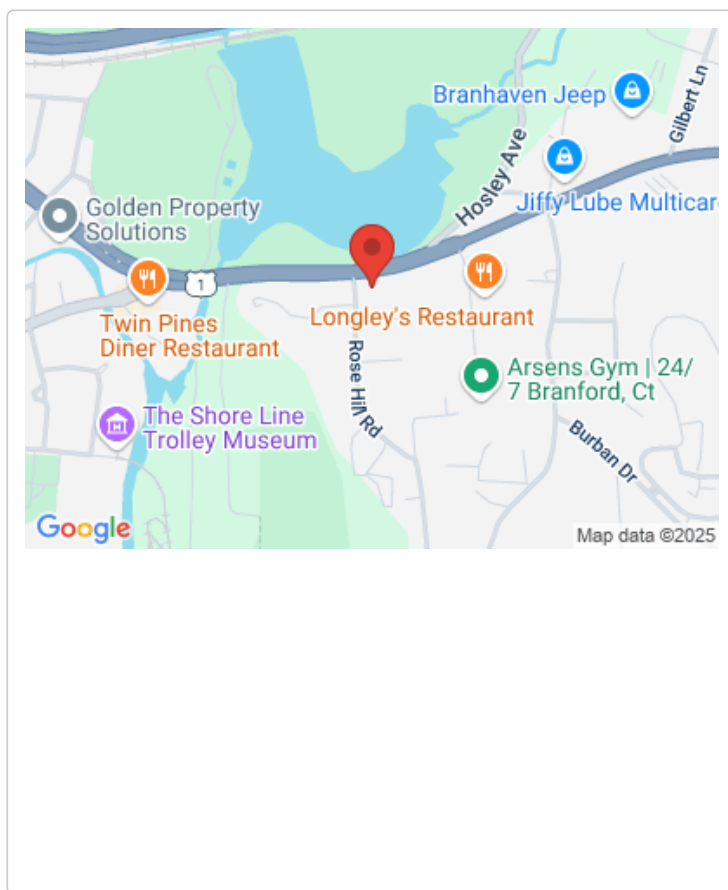 Branhaven Jeep
Gilbert Ln
Hosley Ave
Jiffy Lube Multicar
Golden Property
Solutions
1
Twin Pines
Diner Restaurant
Longley's Restaurant
Rose Hill Rd
Arsens Gym | 24/
7 Branford, Ct
The Shore Line
Trolley Museum
Burban Dr
Google
Map data ©2025